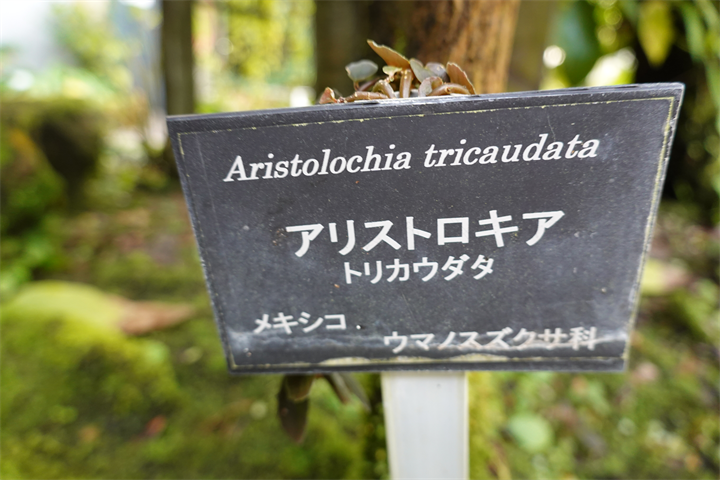 Aristolochia tricaudata
アリストロキア
トリカウダタ
メキシコ
ウマノスズクサ科